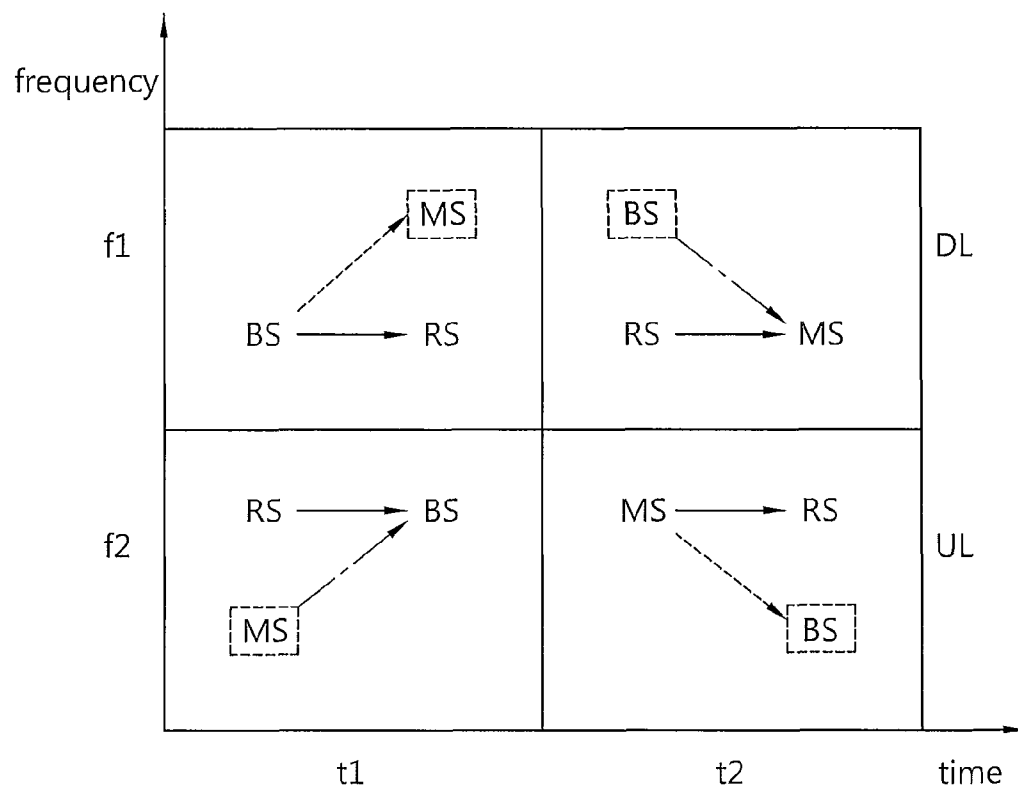 frequency
MS BS
f1 DL
BS RS RS MS
RS BS MS RS
f2 UL
MS BS
t1 t2 time